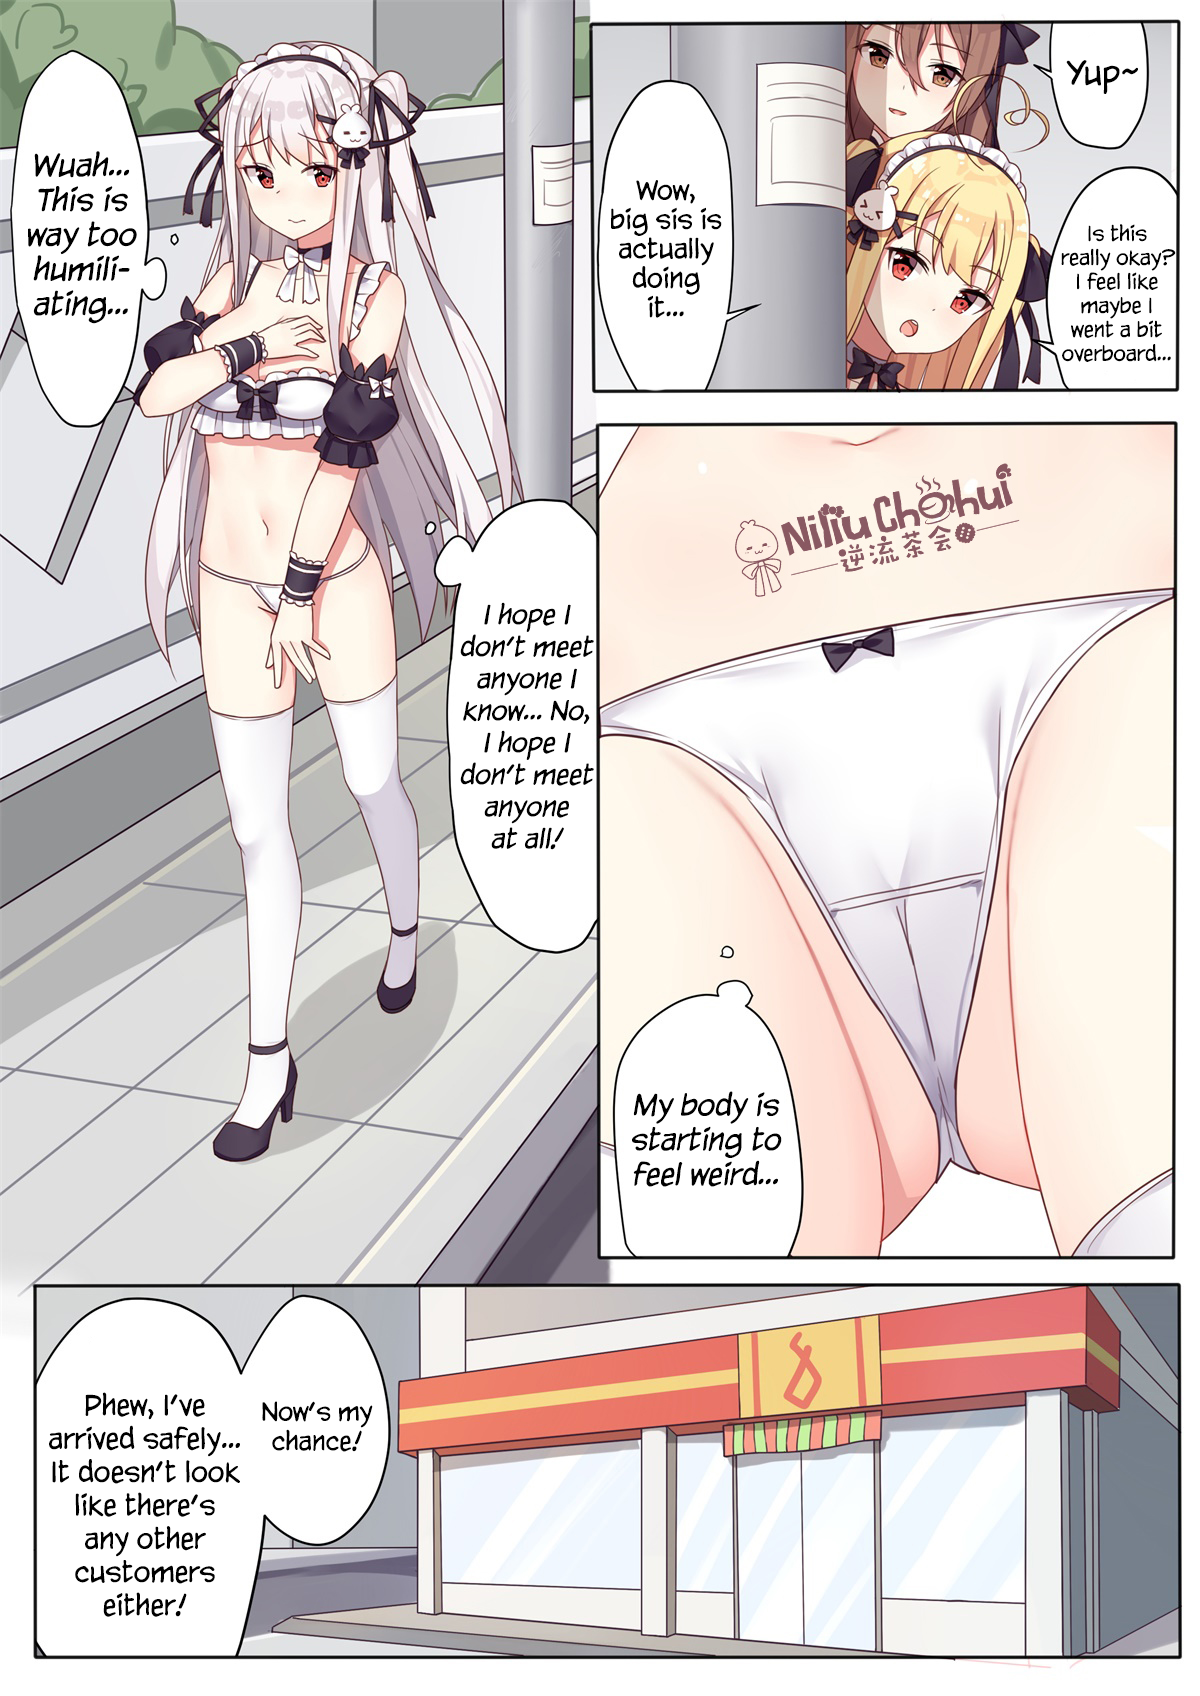 Wuah...
This is
way too
humili-
ating...
I hope I
don't meet
anyone I
know... No,
I hope I
don't meet
anyone
at all!
Yup~
Wow,
big sis is
actually
doing
it...
Is this
really okay?
I feel like
maybe I
went a bit
overboard...
Niliu Chahui
逆流茶会
My body is
starting to
feel weird...
Phew, I've
arrived safely...
It doesn't look
like there's
any other
customers
either!
Now's my
chance!
8